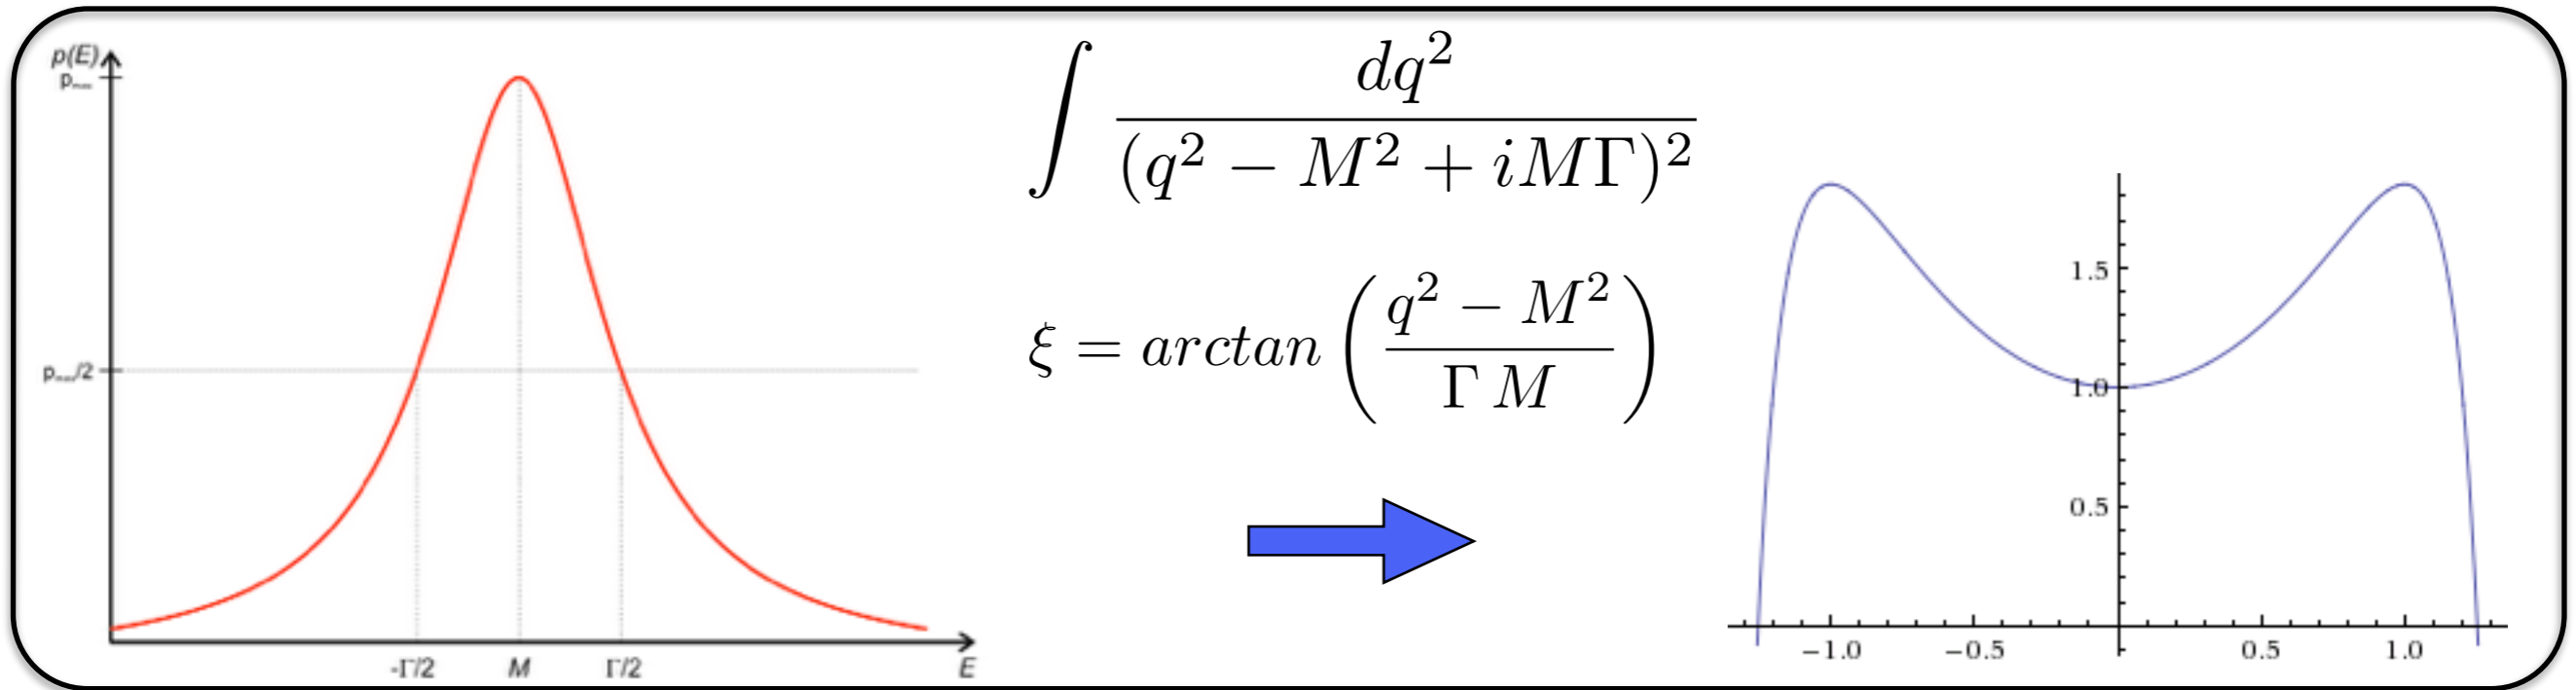 p(E)
p
p /2
-Γ/2 M Γ/2 E
∫ dq² / (q² − M² + iMΓ)²
ξ = arctan ( (q² − M²) / (Γ M) )
1.5
1.0
0.5
−1.0 −0.5 0.5 1.0